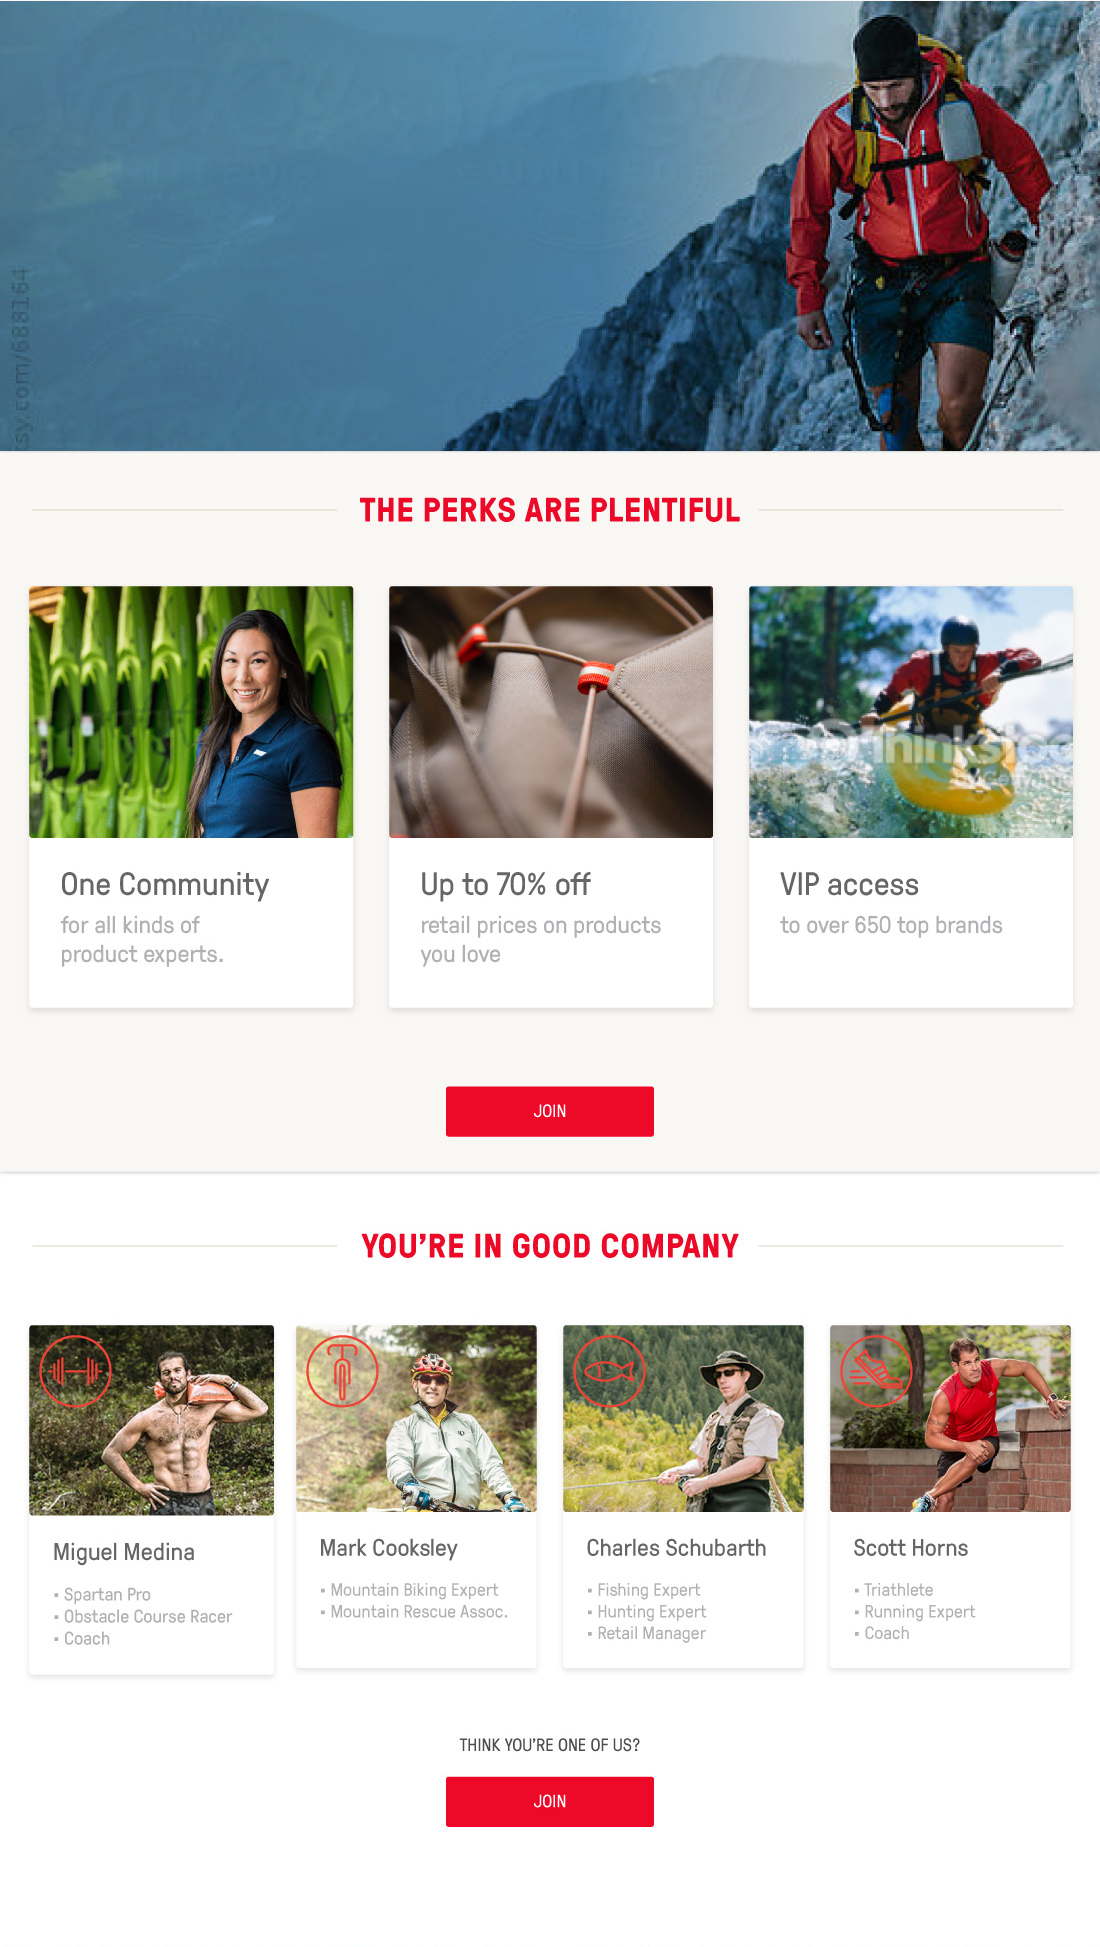 sy.com/688164
THE PERKS ARE PLENTIFUL
One Community
for all kinds of
product experts.
Up to 70% off
retail prices on products
you love
VIP access
to over 650 top brands
JOIN
YOU’RE IN GOOD COMPANY
Miguel Medina
• Spartan Pro
• Obstacle Course Racer
• Coach
Mark Cooksley
• Mountain Biking Expert
• Mountain Rescue Assoc.
Charles Schubarth
• Fishing Expert
• Hunting Expert
• Retail Manager
Scott Horns
• Triathlete
• Running Expert
• Coach
THINK YOU’RE ONE OF US?
JOIN